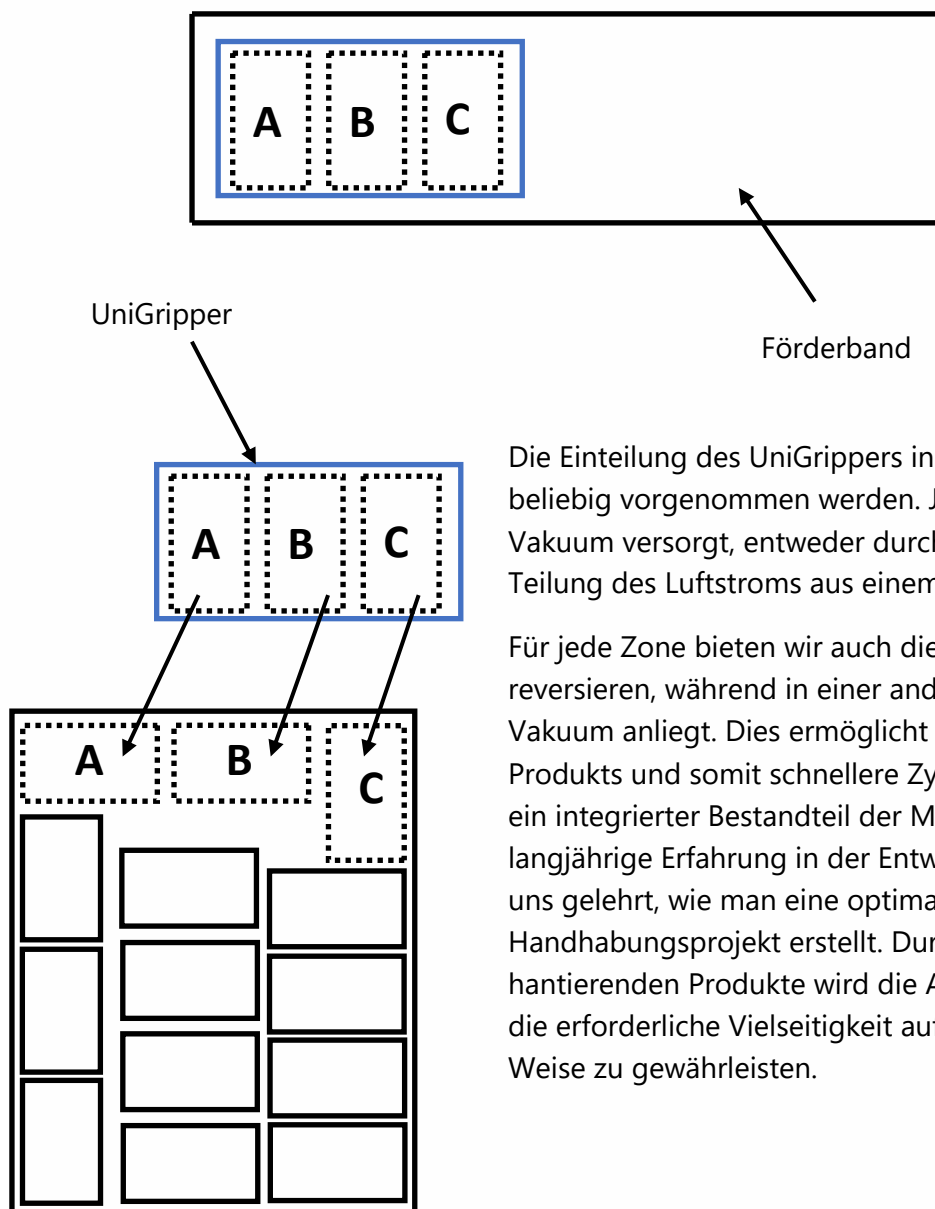 A B C
UniGripper
Förderband
A B C
A B C
Die Einteilung des UniGrippers in
beliebig vorgenommen werden. J
Vakuum versorgt, entweder durch
Teilung des Luftstroms aus einem
Für jede Zone bieten wir auch die
reversieren, während in einer and
Vakuum anliegt. Dies ermöglicht
Produkts und somit schnellere Zy
ein integrierter Bestandteil der M
langjährige Erfahrung in der Entw
uns gelehrt, wie man eine optima
Handhabungsprojekt erstellt. Dur
hantierenden Produkte wird die A
die erforderliche Vielseitigkeit auf
Weise zu gewährleisten.